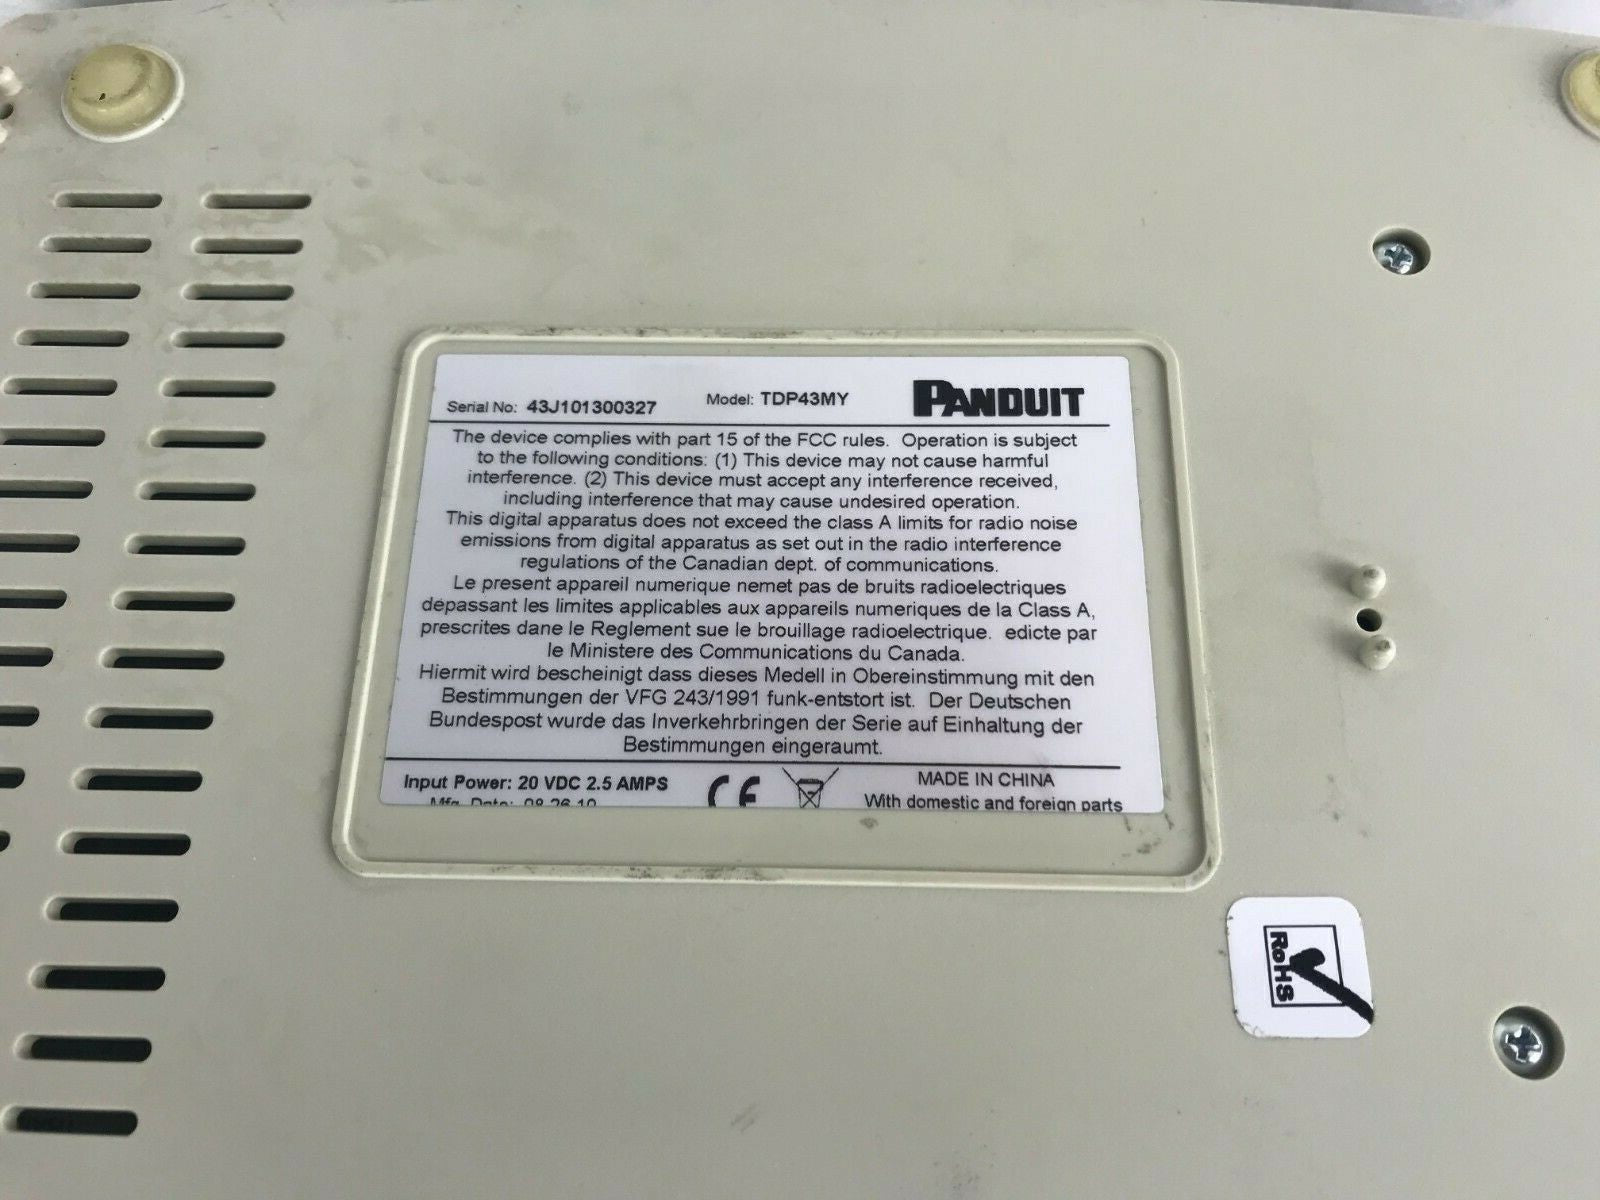 Serial No: 43J101300327 Model: TDP43MY PANDUIT
The device complies with part 15 of the FCC rules. Operation is subject
to the following conditions: (1) This device may not cause harmful
interference. (2) This device must accept any interference received,
including interference that may cause undesired operation.
This digital apparatus does not exceed the class A limits for radio noise
emissions from digital apparatus as set out in the radio interference
regulations of the Canadian dept. of communications.
Le present appareil numerique nemet pas de bruits radioelectriques
depassant les limites applicables aux appareils numeriques de la Class A,
prescrites dane le Reglement sue le brouillage radioelectrique. edicte par
le Ministere des Communications du Canada.
Hiermit wird bescheinigt dass dieses Medell in Obereinstimmung mit den
Bestimmungen der VFG 243/1991 funk-entstort ist. Der Deutschen
Bundespost wurde das Inverkehrbringen der Serie auf Einhaltung der
Bestimmungen eingeraumt.
Input Power: 20 VDC 2.5 AMPS CE MADE IN CHINA
Mfg. Date: 08.26.10 With domestic and foreign parts
RoHS